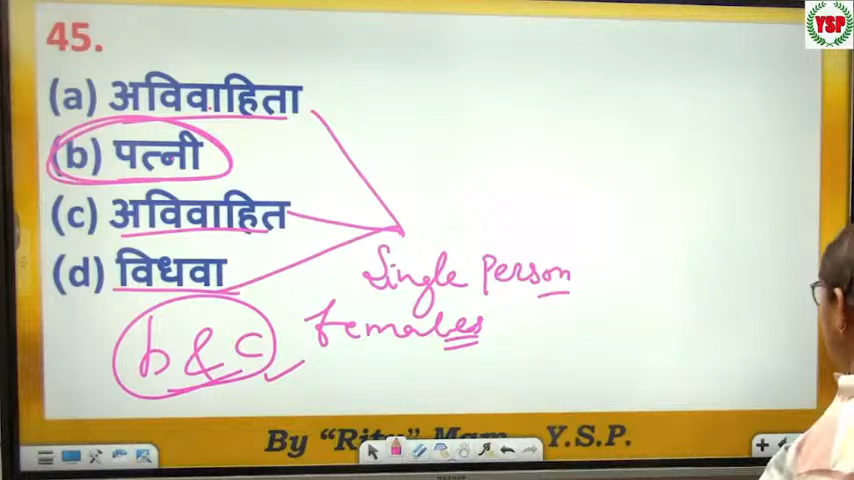 YSP
45.
(a) अविवाहिता
(b) पत्नी
(c) अविवाहित
(d) विधवा
Single Person
females
b & c
By "Ritu" Mam Y.S.P.